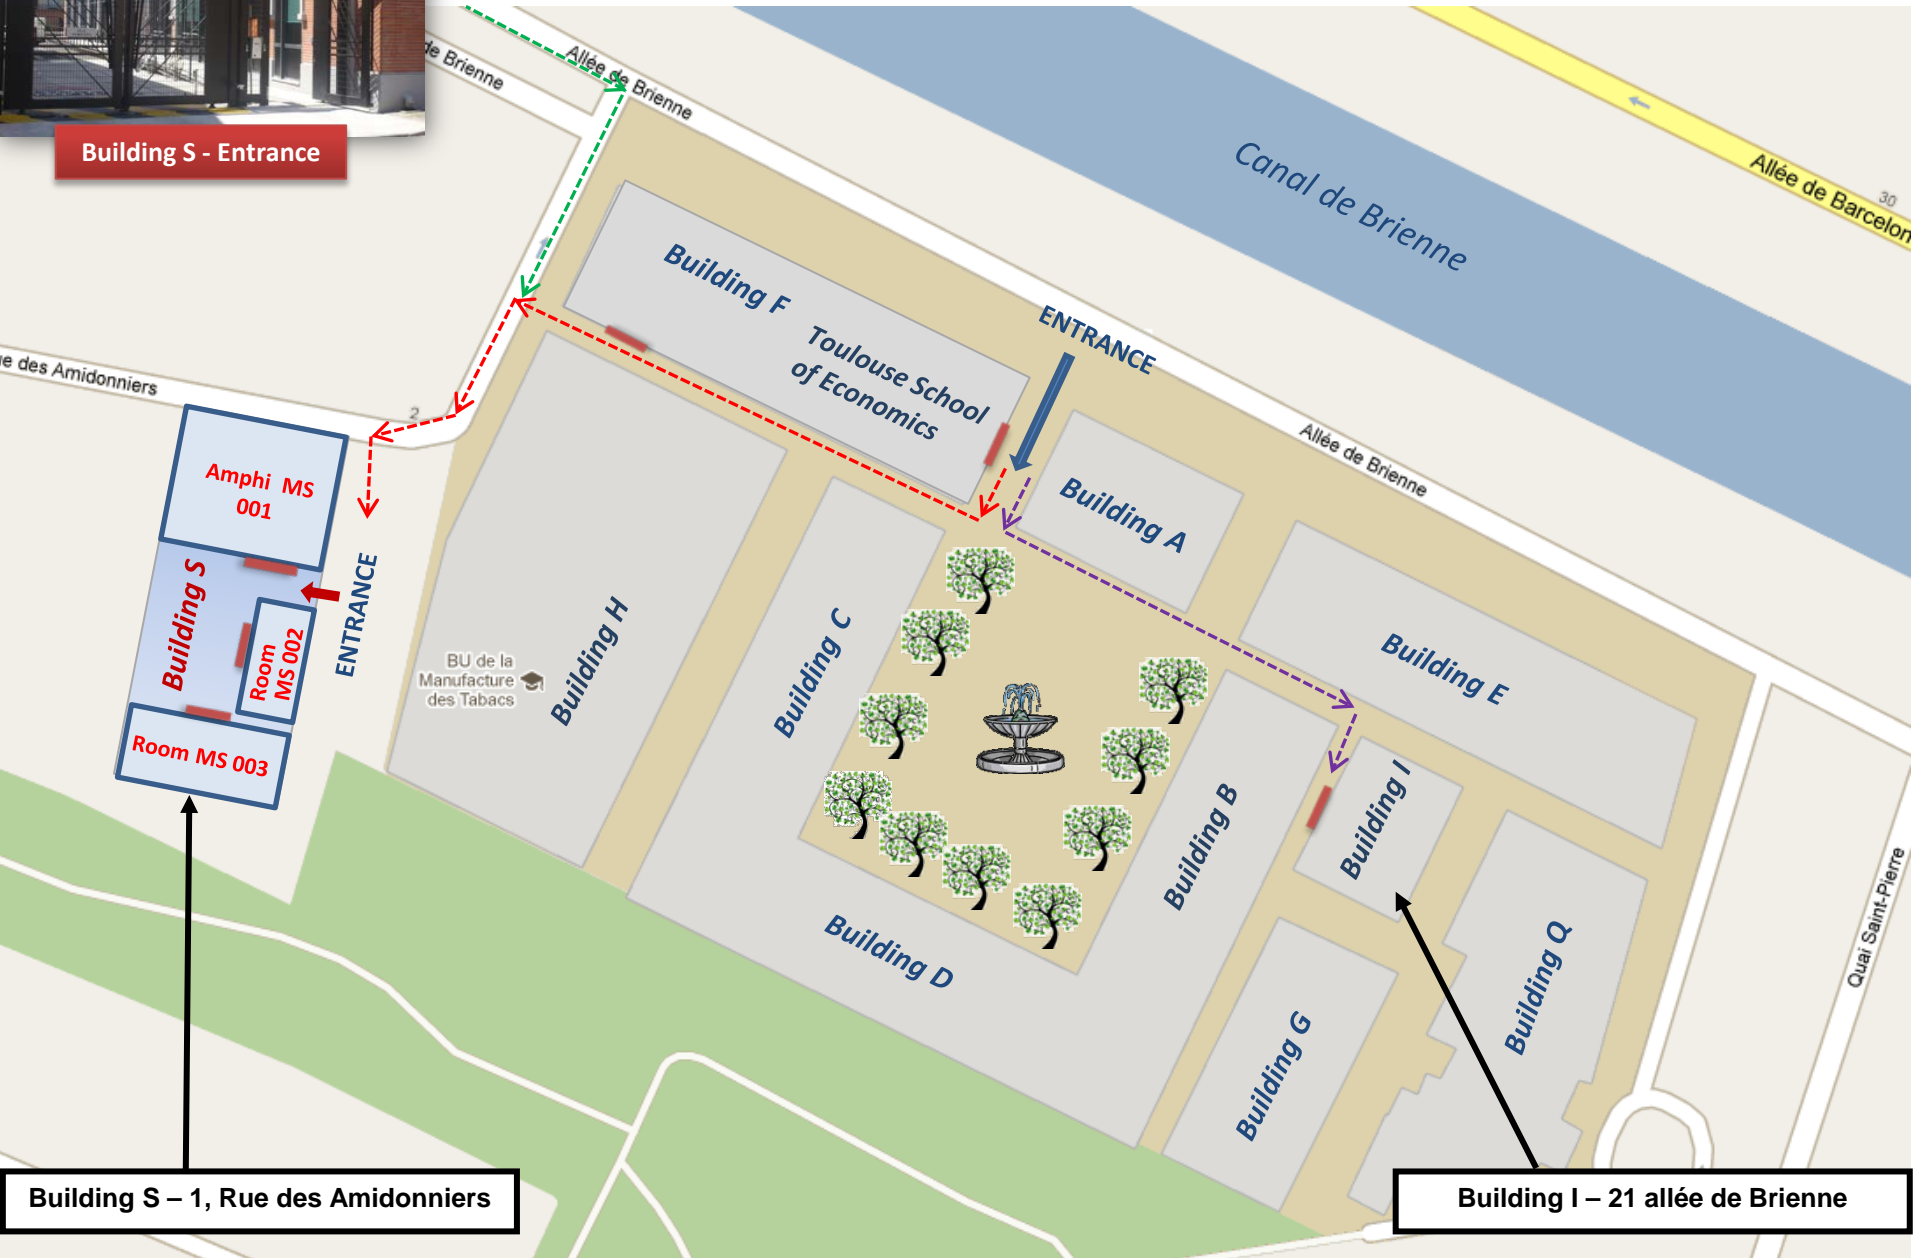 de Brienne
Allée de Brienne
Building S - Entrance
Canal de Brienne
Allée de Barcelon
30
Building F
Toulouse School
of Economics
ENTRANCE
Allée de Brienne
ue des Amidonniers
2
Amphi MS
001
Building A
Building S
ENTRANCE
Room
MS 002
Room MS 003
BU de la
Manufacture
des Tabacs
Building H
Building C
Building E
Building B
Building I
Building D
Building Q
Building G
Quai Saint-Pierre
Building S – 1, Rue des Amidonniers
Building I – 21 allée de Brienne